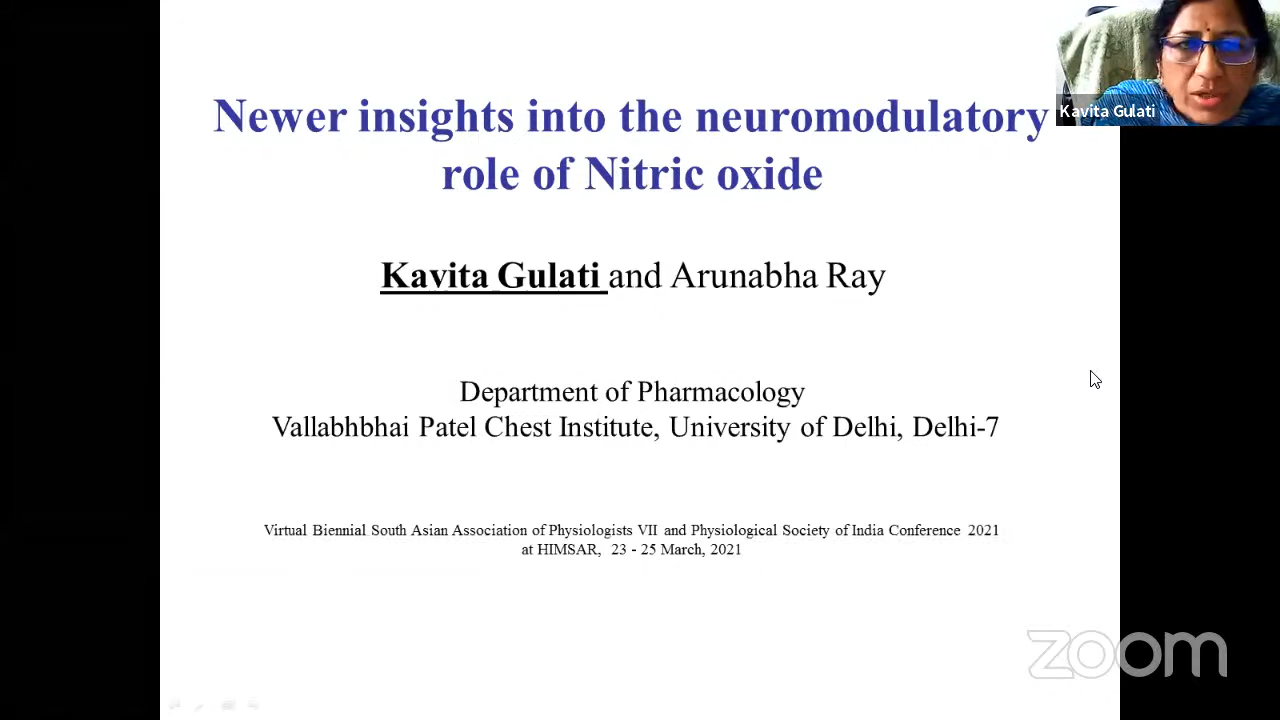 Newer insights into the neuromodulatory
role of Nitric oxide
Kavita Gulati
Kavita Gulati and Arunabha Ray
Department of Pharmacology
Vallabhbhai Patel Chest Institute, University of Delhi, Delhi-7
Virtual Biennial South Asian Association of Physiologists VII and Physiological Society of India Conference 2021
at HIMSAR, 23 - 25 March, 2021
zoom